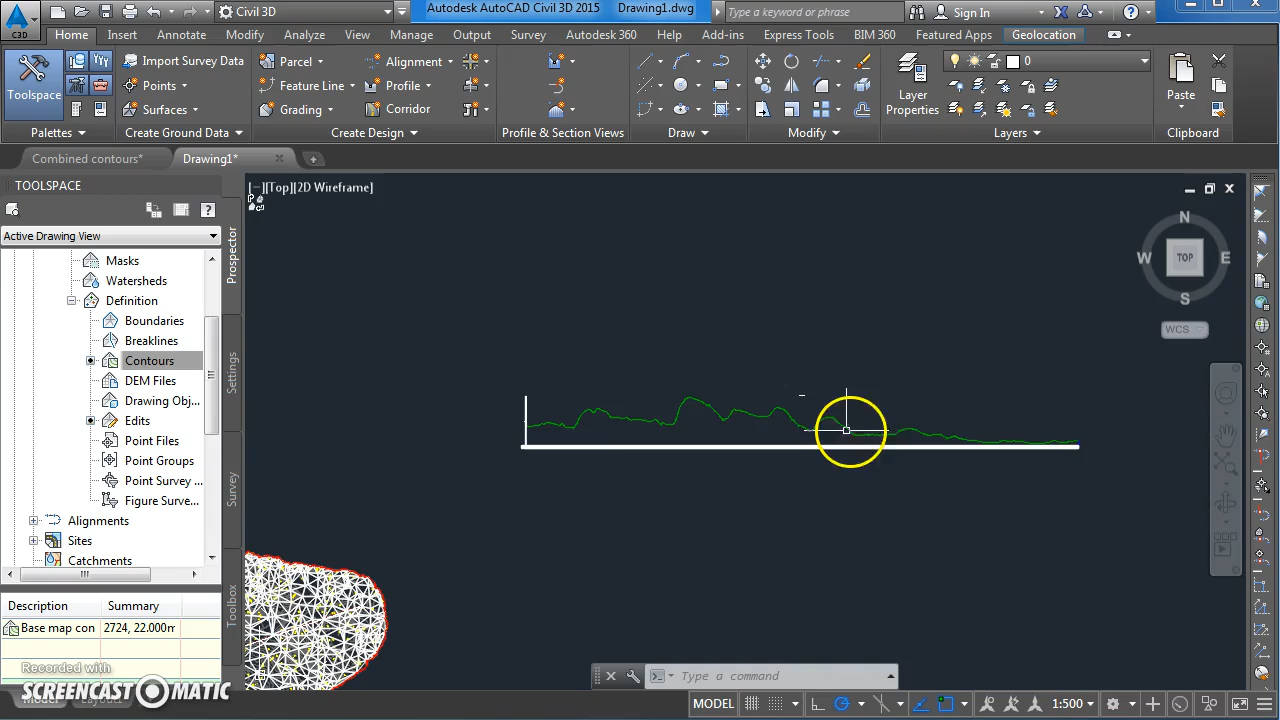 C3D
Civil 3D
Autodesk AutoCAD Civil 3D 2015 Drawing1.dwg
Type a keyword or phrase
Sign In
Home Insert Annotate Modify Analyze View Manage Output Survey Autodesk 360 Help Add-ins Express Tools BIM 360 Featured Apps Geolocation
Toolspace
Import Survey Data
Points
Surfaces
Parcel
Feature Line
Grading
Alignment
Profile
Corridor
Layer
Properties
0
Paste
Palettes Create Ground Data Create Design Profile & Section Views Draw Modify Layers Clipboard
Combined contours* Drawing1*
TOOLSPACE
[−][Top][2D Wireframe]
Active Drawing View
Masks
Watersheds
Definition
Boundaries
Breaklines
Contours
DEM Files
Drawing Obj...
Edits
Point Files
Point Groups
Point Survey ...
Figure Surve...
Alignments
Sites
Catchments
Prospector
Settings
Survey
Toolbox
N
W TOP E
S
WCS
Description Summary
Base map con 2724, 22.000m
Recorded with
SCREENCAST MATIC
Model Layout1
Type a command
MODEL
1:500